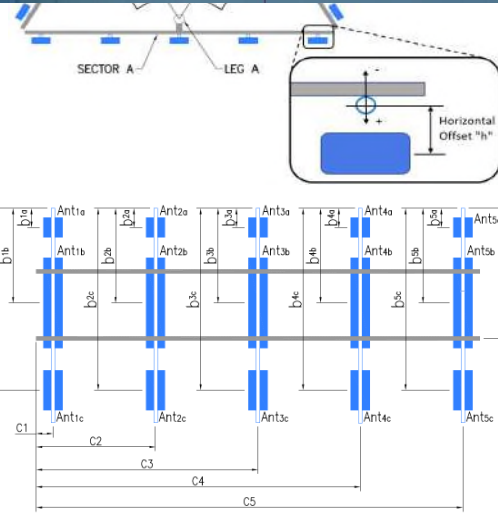 SECTOR A
LEG A
-
+
Horizontal
Offset "h"
Ant1a
Ant2a
Ant3a
Ant4a
Ant5
b1a
b2a
b3a
b4a
b5a
Ant1b
Ant2b
Ant3b
Ant4b
Ant5b
b1b
b2b
b3b
b4b
b5b
b2c
b3c
b4c
b5c
Ant1c
Ant2c
Ant3c
Ant4c
Ant5c
C1
C2
C3
C4
C5